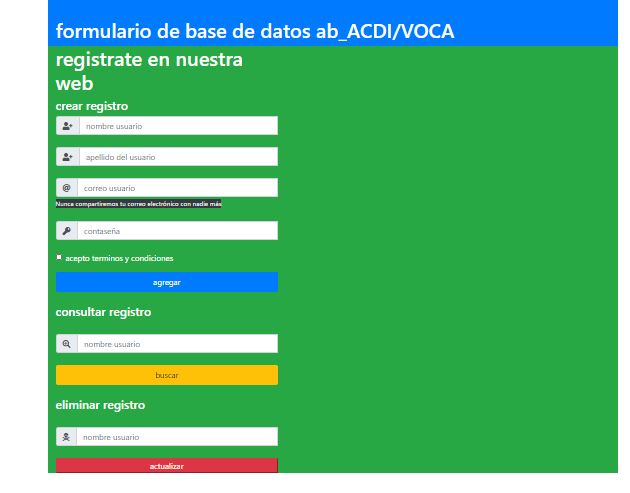 formulario de base de datos ab_ACDI/VOCA
registrate en nuestra
web
crear registro
nombre usuario
apellido del usuario
@ correo usuario
Nunca compartiremos tu correo electrónico con nadie más
contaseña
acepto terminos y condiciones
agregar
consultar registro
nombre usuario
buscar
eliminar registro
nombre usuario
actualizar